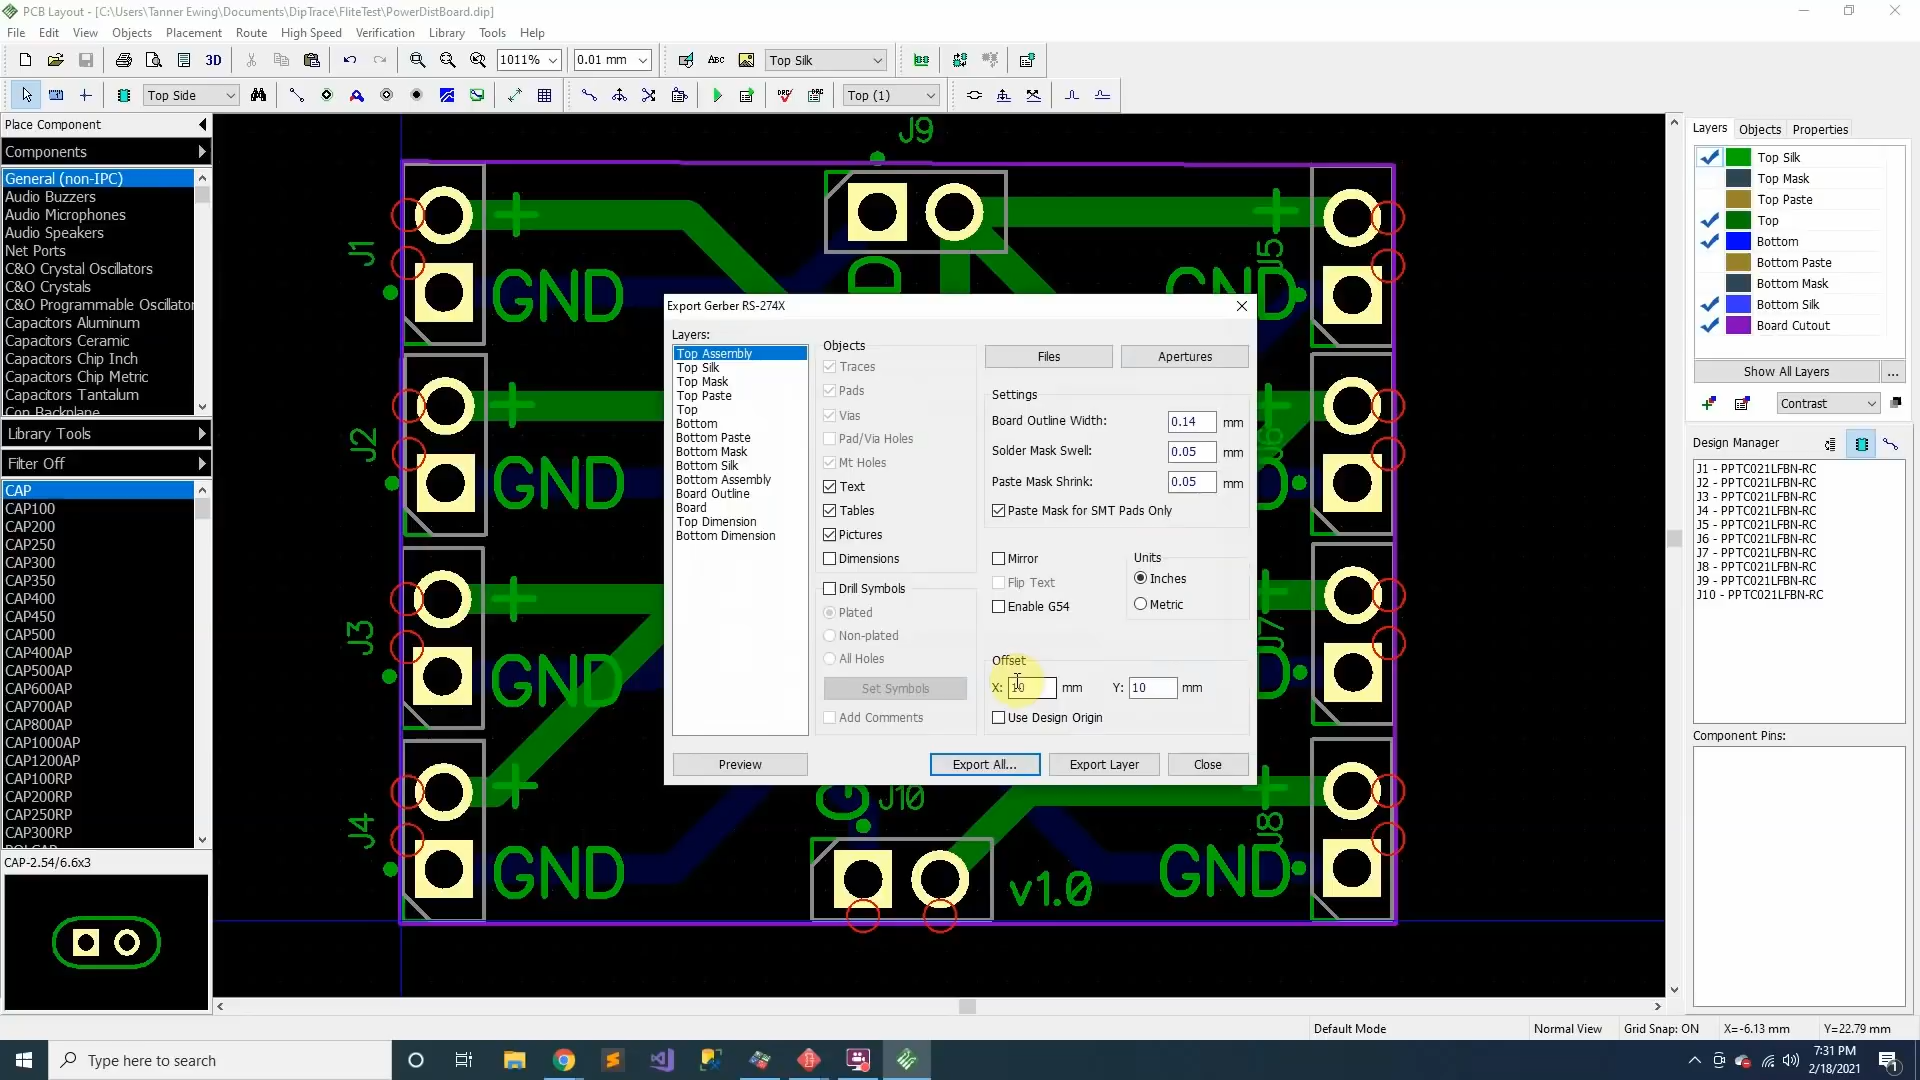 PCB Layout - [C:\Users\Tanner Ewing\Documents\DipTrace\FliteTest\PowerDistBoard.dip]
File Edit View Objects Placement Route High Speed Verification Library Tools Help
3D 1011% 0.01 mm ABC Top Silk
Top Side Top (1)
Place Component
Components
General (non-IPC)
Audio Buzzers
Audio Microphones
Audio Speakers
Net Ports
C&O Crystal Oscillators
C&O Crystals
C&O Programmable Oscillator
Capacitors Aluminum
Capacitors Ceramic
Capacitors Chip Inch
Capacitors Chip Metric
Capacitors Tantalum
Con Backplane
Library Tools
Filter Off
CAP
CAP100
CAP200
CAP250
CAP300
CAP350
CAP400
CAP450
CAP500
CAP400AP
CAP500AP
CAP600AP
CAP700AP
CAP800AP
CAP1000AP
CAP1200AP
CAP100RP
CAP200RP
CAP250RP
CAP300RP
CAP-2.54/6.6x3
J9
J1 + GND
J2 + GND
J3 + GND
J4 + GND
D
+ J5 GND
+ J6 D
+ J7 D
+ J8 GND
G J10
v1.0
Export Gerber RS-274X
Layers:
Top Assembly
Top Silk
Top Mask
Top Paste
Top
Bottom
Bottom Paste
Bottom Mask
Bottom Silk
Bottom Assembly
Board Outline
Board
Top Dimension
Bottom Dimension
Objects
Traces
Pads
Vias
Pad/Via Holes
Mt Holes
Text
Tables
Pictures
Dimensions
Drill Symbols
Plated
Non-plated
All Holes
Set Symbols
Add Comments
Files Apertures
Settings
Board Outline Width: 0.14 mm
Solder Mask Swell: 0.05 mm
Paste Mask Shrink: 0.05 mm
Paste Mask for SMT Pads Only
Mirror
Flip Text
Enable G54
Units
Inches
Metric
Offset
X: 10 mm Y: 10 mm
Use Design Origin
Preview Export All... Export Layer Close
Layers Objects Properties
Top Silk
Top Mask
Top Paste
Top
Bottom
Bottom Paste
Bottom Mask
Bottom Silk
Board Cutout
Show All Layers ...
Contrast
Design Manager
J1 - PPTC021LFBN-RC
J2 - PPTC021LFBN-RC
J3 - PPTC021LFBN-RC
J4 - PPTC021LFBN-RC
J5 - PPTC021LFBN-RC
J6 - PPTC021LFBN-RC
J7 - PPTC021LFBN-RC
J8 - PPTC021LFBN-RC
J9 - PPTC021LFBN-RC
J10 - PPTC021LFBN-RC
Component Pins:
Default Mode Normal View Grid Snap: ON X=-6.13 mm Y=22.79 mm
Type here to search
7:31 PM
2/18/2021
1